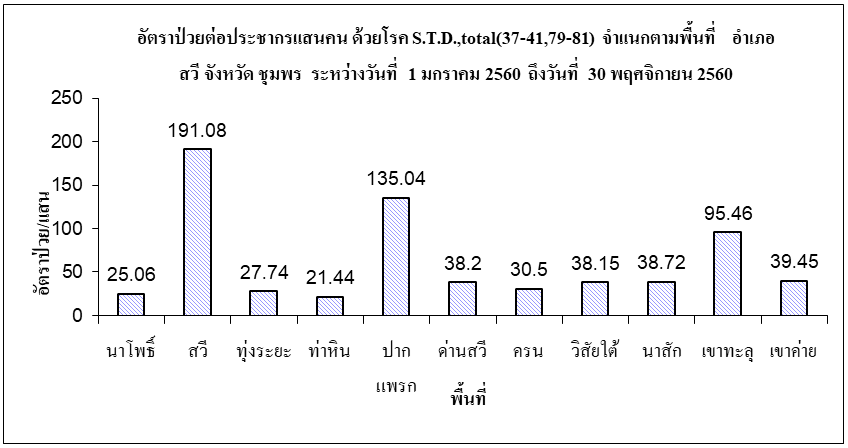 อัตราป่วยต่อประชากรแสนคน ด้วยโรค S.T.D.,total(37-41,79-81) จำแนกตามพื้นที่ อำเภอ
สวี จังหวัด ชุมพร ระหว่างวันที่ 1 มกราคม 2560 ถึงวันที่ 30 พฤศจิกายน 2560
อัตราป่วย/แสน
250
200
150
100
50
0
25.06
191.08
27.74
21.44
135.04
38.2
30.5
38.15
38.72
95.46
39.45
นาโพธิ์ สวี ทุ่งระยะ ท่าหิน ปาก ด่านสวี ครน วิสัยใต้ นาสัก เขาทะลุ เขาค่าย
แพรก
พื้นที่